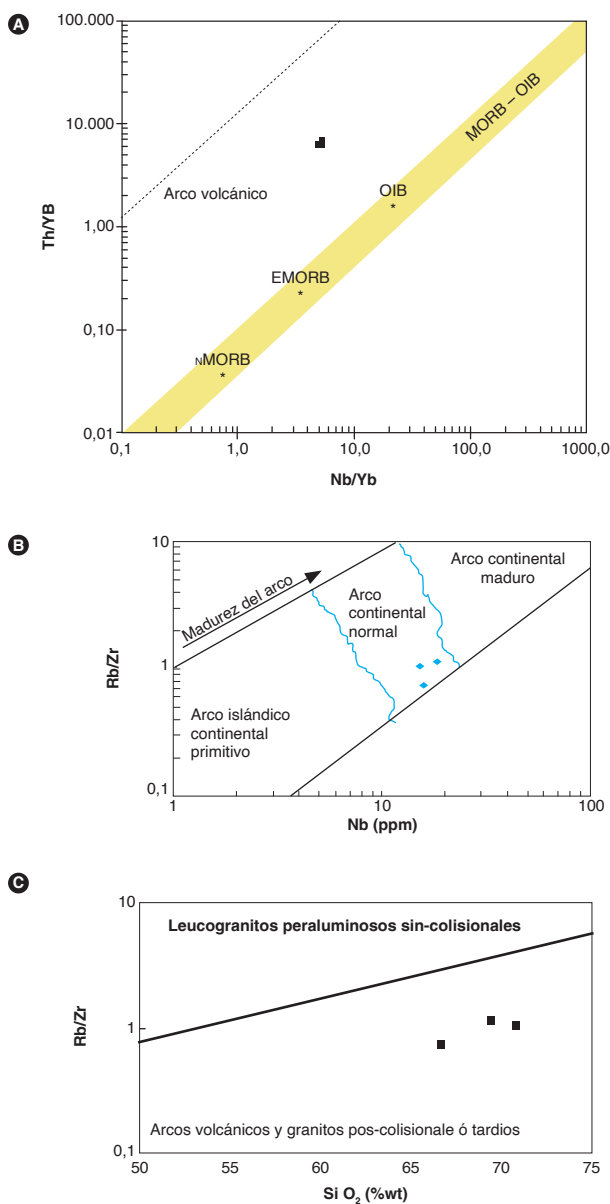 A
100.000
10.000
1,00
0,10
0,01
Th/YB
Arco volcánico
MORB – OIB
OIB
*
EMORB
*
NMORB
*
0,1
1,0
10,0
100,0
1000,0
Nb/Yb
B
10
1
0,1
Rb/Zr
Madurez del arco
Arco continental
maduro
Arco
continental
normal
Arco islándico
continental
primitivo
1
10
100
Nb (ppm)
C
10
1
0,1
Rb/Zr
Leucogranitos peraluminosos sin-colisionales
Arcos volcánicos y granitos pos-colisionale ó tardios
50
55
60
65
70
75
Si O2 (%wt)